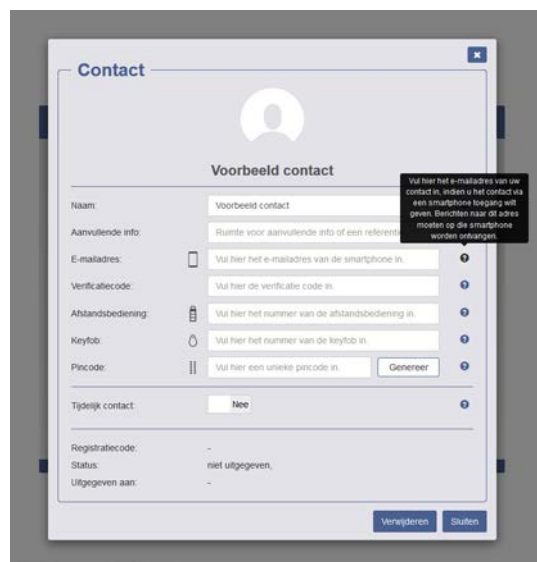 Contact
Voorbeeld contact
Vul hier het e-mailadres van uw
contact in, indien u het contact via
een smartphone toegang wilt
geven. Berichten naar dit adres
moeten op die smartphone
worden ontvangen.
Naam: Voorbeeld contact
Aanvullende info: Ruimte voor aanvullende info of een
E-mailadres: Vul hier het e-mailadres van de smartphone in.
Verificatiecode: Vul hier de verificatie code in.
Afstandsbediening: Vul hier het nummer van de afstandsbediening in.
Keyfob: Vul hier het nummer van de keyfob in.
Pincode: Vul hier een unieke pincode in. Genereer
Tijdelijk contact: Nee
Registratiecode: -
Status: niet uitgegeven.
Uitgegeven aan: -
Verwijderen Sluiten